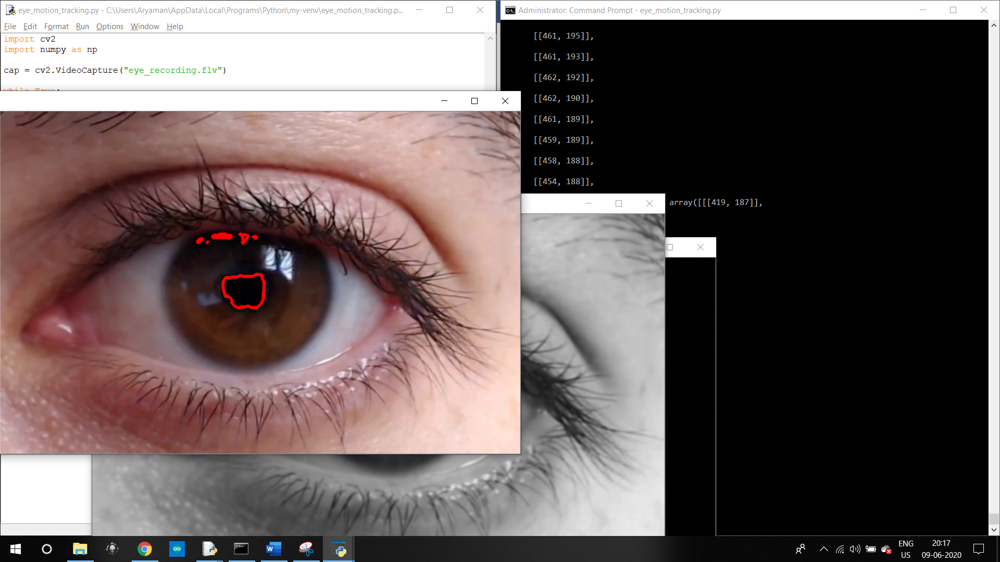 eye_motion_tracking.py - C:\Users\Aryaman\AppData\Local\Programs\Python\my-venv\eye_motion_tracking.p...
File Edit Format Run Options Window Help
import cv2
import numpy as np
cap = cv2.VideoCapture("eye_recording.flv")
while True:
Administrator: Command Prompt - eye_motion_tracking.py
[[461, 195]],
[[461, 193]],
[[462, 192]],
[[462, 190]],
[[461, 189]],
[[459, 189]],
[[458, 188]],
[[454, 188]],
array([[[419, 187]],
ENG
US
20:17
09-06-2020